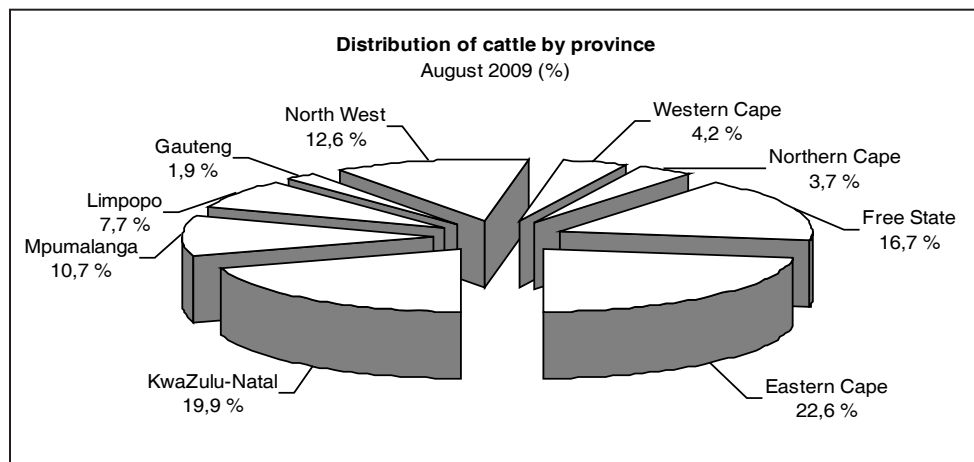 Distribution of cattle by province
August 2009 (%)
North West
12,6 %
Western Cape
4,2 %
Gauteng
1,9 %
Northern Cape
3,7 %
Limpopo
7,7 %
Free State
16,7 %
Mpumalanga
10,7 %
KwaZulu-Natal
19,9 %
Eastern Cape
22,6 %